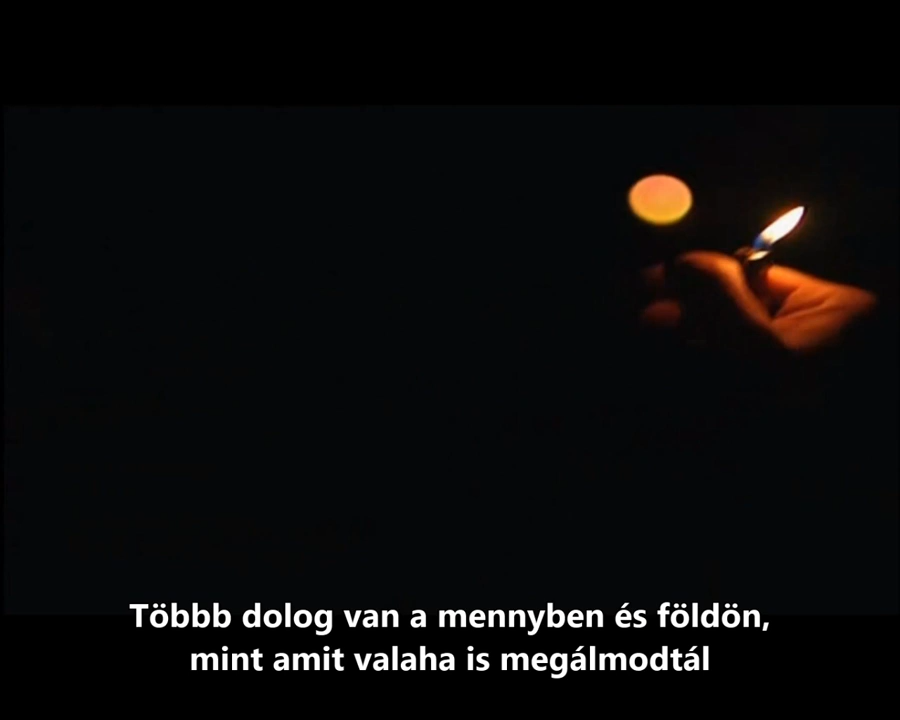 Többb dolog van a mennyben és földön,
mint amit valaha is megálmodtál